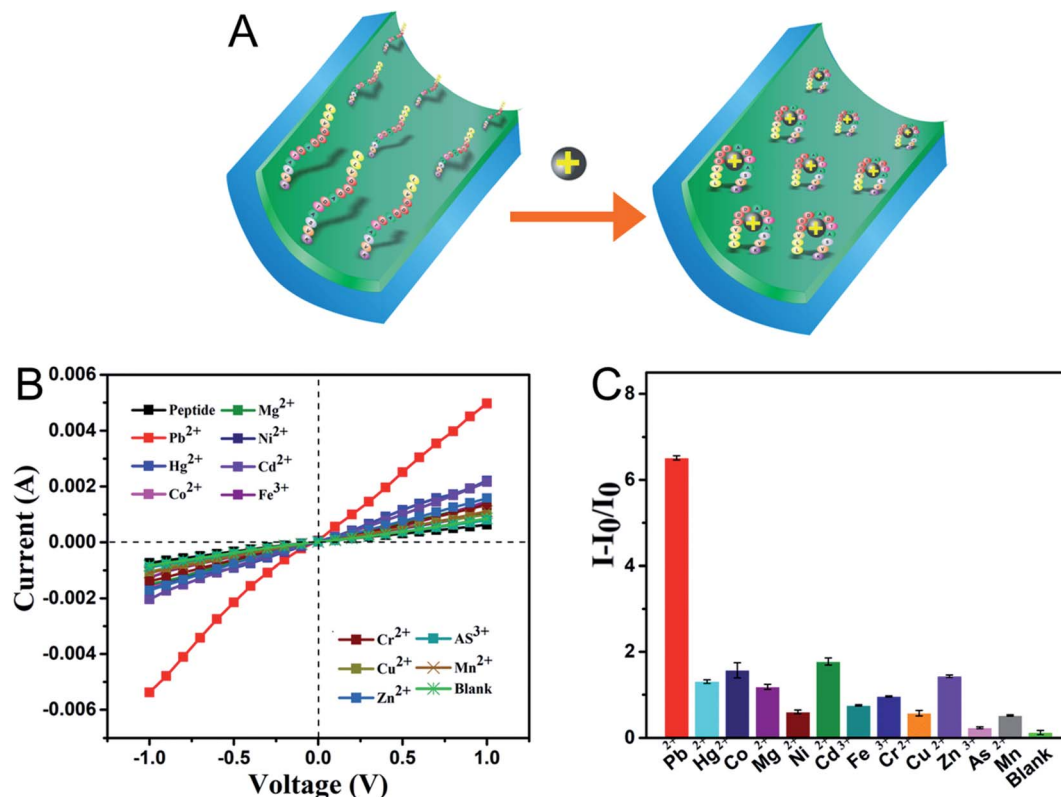 A
B
0.006
0.004
0.002
0.000
-0.002
-0.004
-0.006
Current (A)
Peptide
Pb2+
Hg2+
Co2+
Mg2+
Ni2+
Cd2+
Fe3+
Cr2+
Cu2+
Zn2+
AS3+
Mn2+
Blank
-1.0
-0.5
0.0
0.5
1.0
Voltage (V)
C
8
6
4
2
0
I-I0/I0
Pb2+
Hg2+
Co2+
Mg2+
Ni2+
Cd2+
Fe3+
Cr3+
Cu2+
Zn2+
As3+
Mn2+
Blank